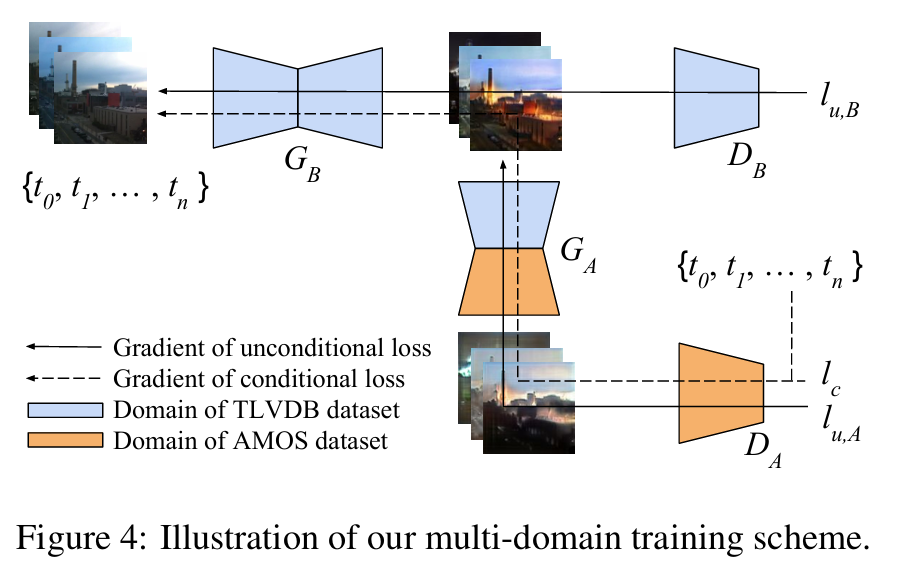 l_{u,B}
G_B
D_B
{t_0, t_1, … , t_n }
G_A
{t_0, t_1, … , t_n }
Gradient of unconditional loss
Gradient of conditional loss
Domain of TLVDB dataset
Domain of AMOS dataset
l_c
l_{u,A}
D_A
Figure 4: Illustration of our multi-domain training scheme.